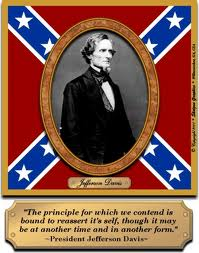 Jefferson Davis
"The principle for which we contend is
bound to reassert it's self, though it may
be at another time and in another form."
~President Jefferson Davis~